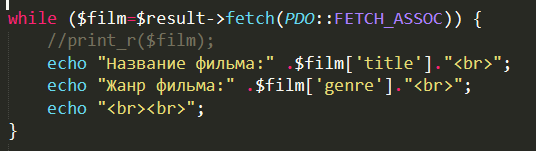 while ($film=$result->fetch(PDO::FETCH_ASSOC)) {
//print_r($film);
echo "Название фильма:" .$film['title']."<br>";
echo "Жанр фильма:" .$film['genre']."<br>";
echo "<br><br>";
}